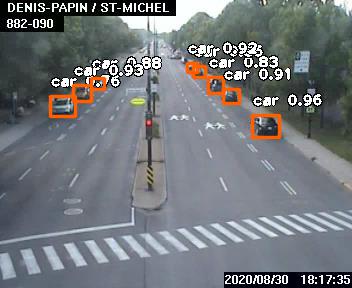 DENIS-PAPIN / ST-MICHEL
882-090
car 0.92
car 0.88
car 0.93
car 0.83
car 0.76
car 0.91
car 0.96
2020/08/30 18:17:35